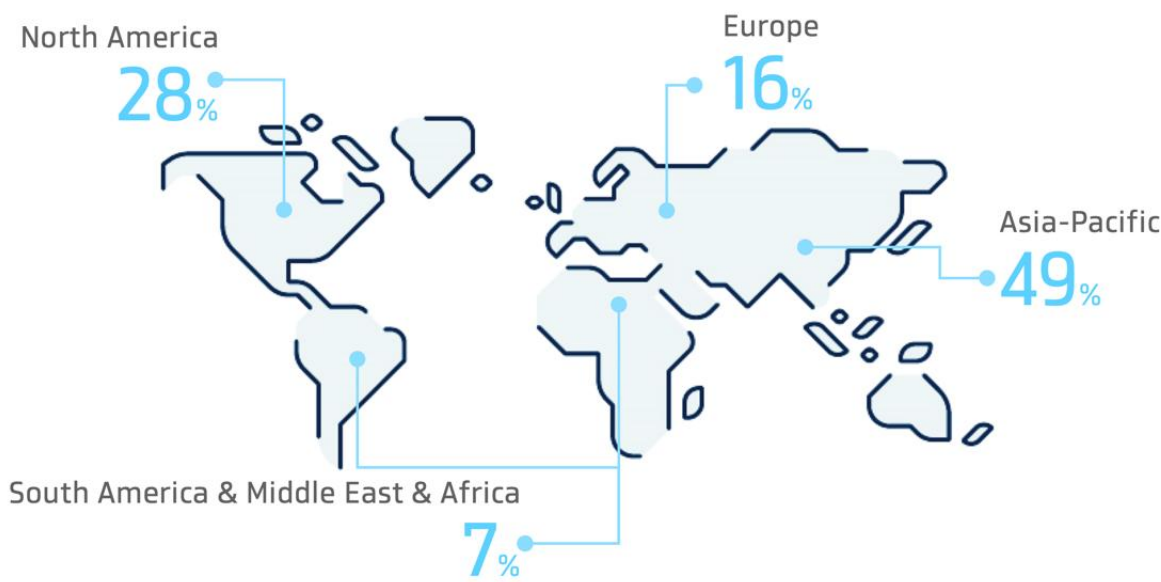 North America
28%
Europe
16%
Asia-Pacific
49%
South America & Middle East & Africa
7%